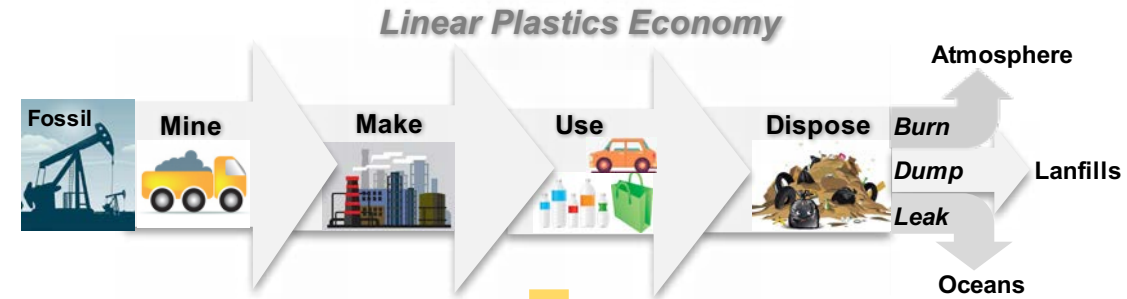 Linear Plastics Economy
Atmosphere
Fossil
Mine
Make
Use
Dispose
Burn
Dump
Lanfills
Leak
Oceans